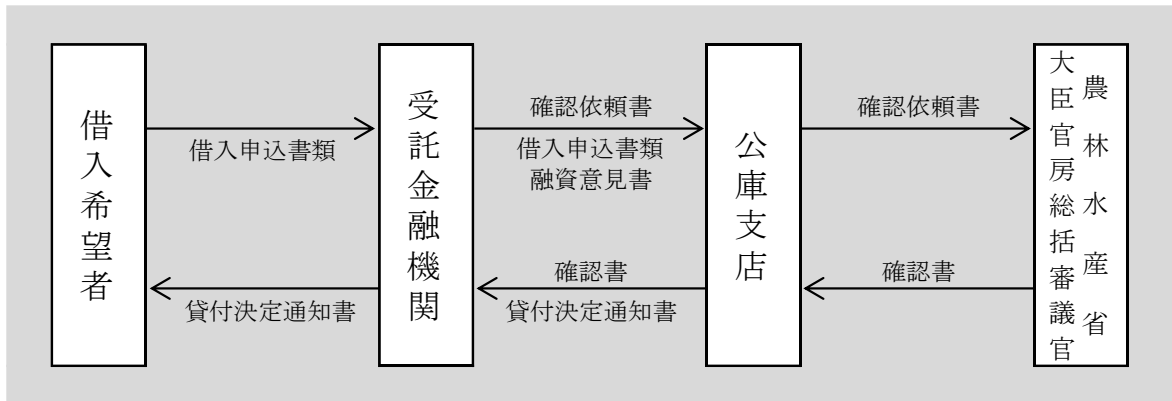 借入希望者
借入申込書類
貸付決定通知書
受託金融機関
確認依頼書
借入申込書類
融資意見書
確認書
貸付決定通知書
公庫支店
確認依頼書
確認書
農林水産省
大臣官房総括審議官